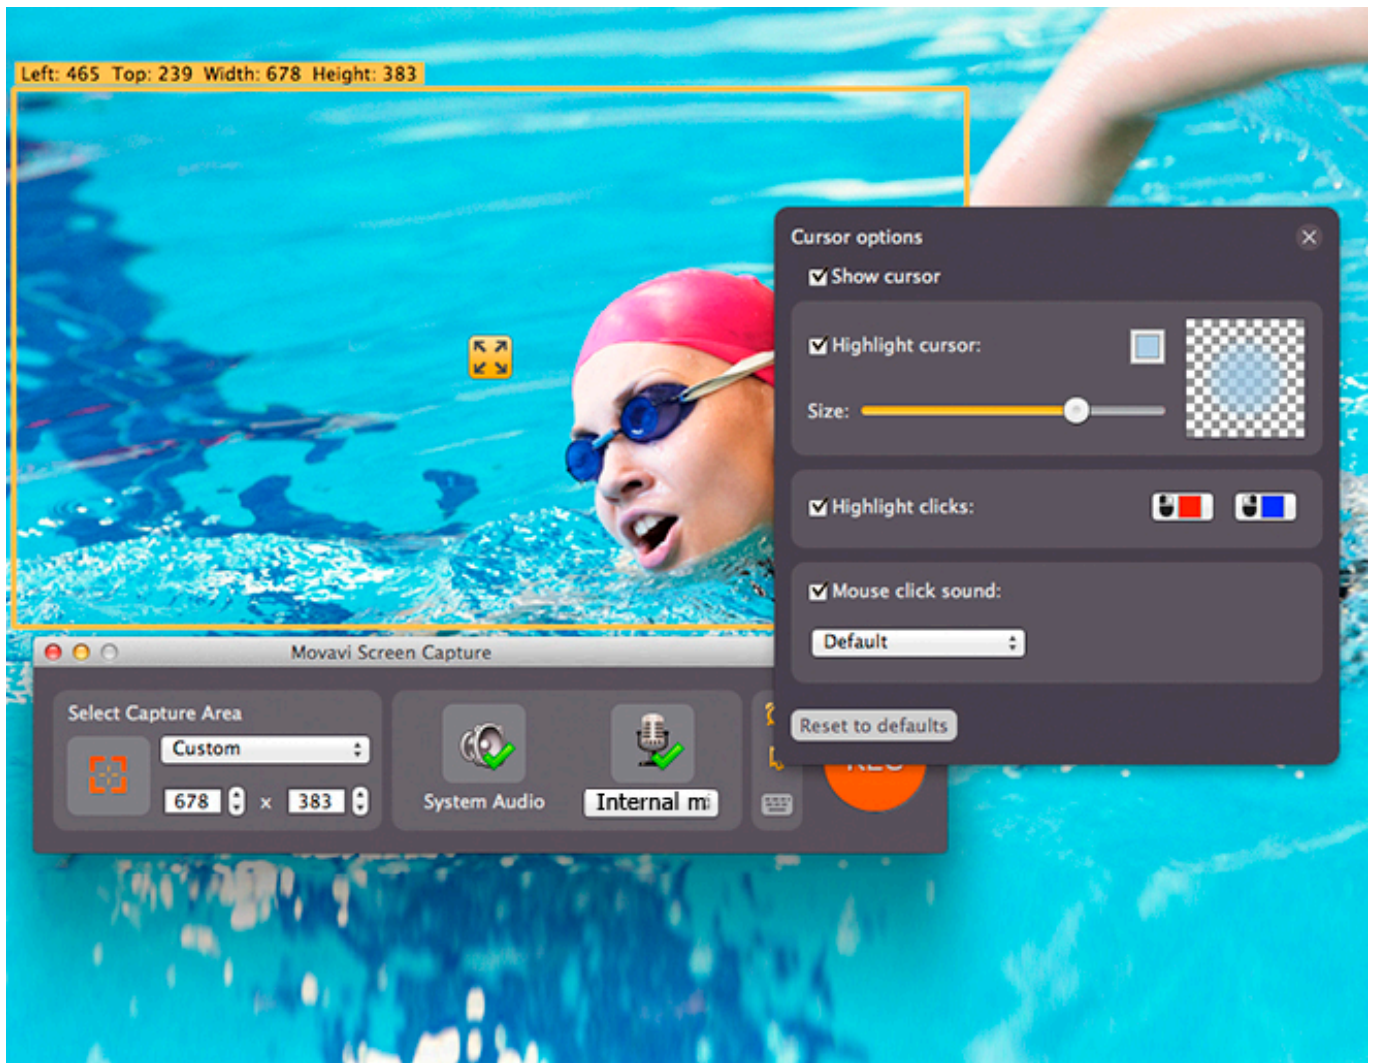 Left: 465 Top: 239 Width: 678 Height: 383
Cursor options
Show cursor
Highlight cursor:
Size:
Highlight clicks:
Mouse click sound:
Default
Reset to defaults
Movavi Screen Capture
Select Capture Area
Custom
678 x 383
System Audio
Internal mi